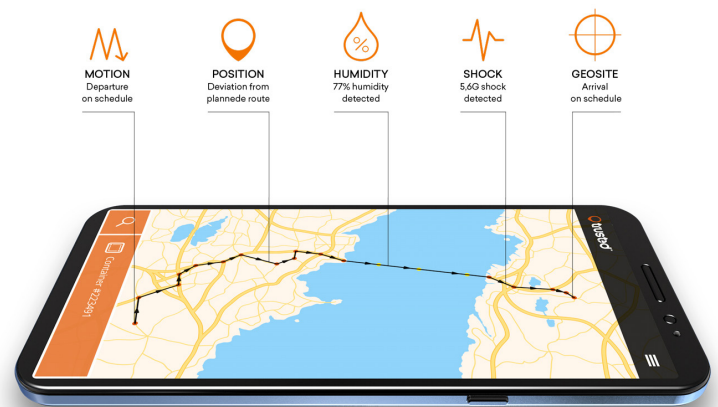 MOTION
Departure
on schedule
POSITION
Deviation from
plannede route
%
HUMIDITY
77% humidity
detected
SHOCK
5,6G shock
detected
GEOSITE
Arrival
on schedule
Container #223491
trusbo